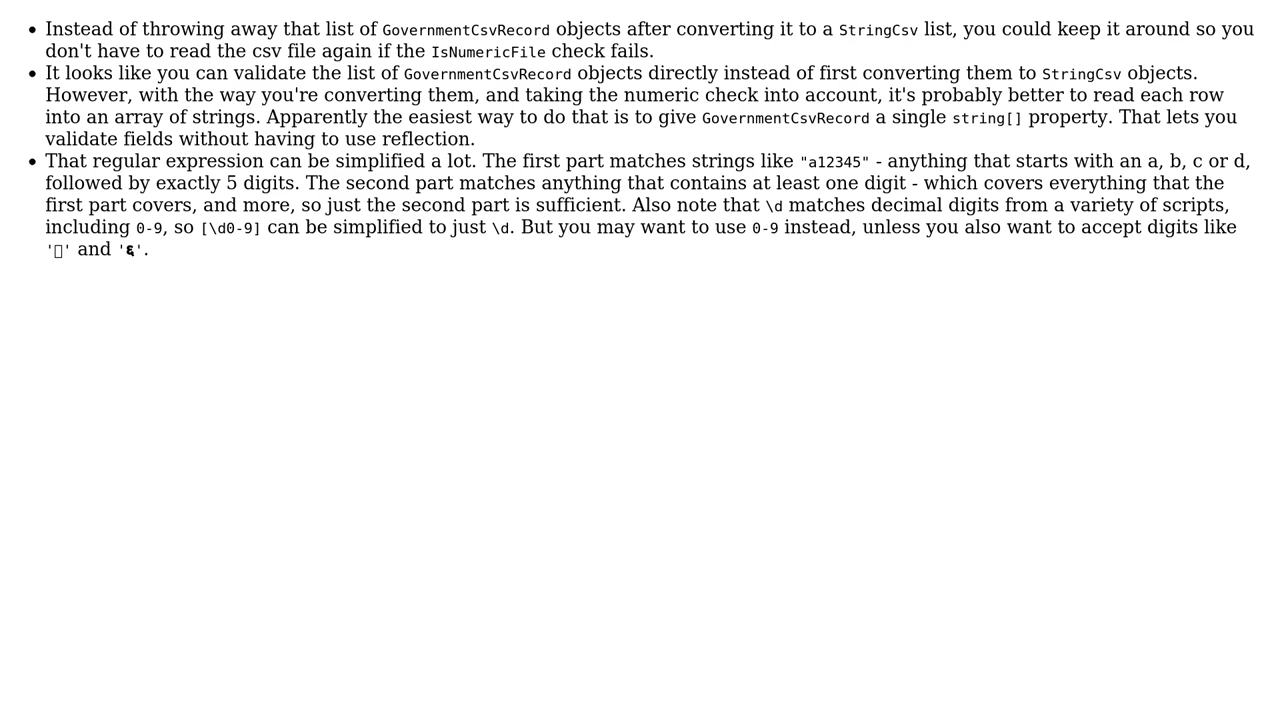 • Instead of throwing away that list of GovernmentCsvRecord objects after converting it to a StringCsv list, you could keep it around so you
don't have to read the csv file again if the IsNumericFile check fails.
• It looks like you can validate the list of GovernmentCsvRecord objects directly instead of first converting them to StringCsv objects.
However, with the way you're converting them, and taking the numeric check into account, it's probably better to read each row
into an array of strings. Apparently the easiest way to do that is to give GovernmentCsvRecord a single string[] property. That lets you
validate fields without having to use reflection.
• That regular expression can be simplified a lot. The first part matches strings like "a12345" - anything that starts with an a, b, c or d,
followed by exactly 5 digits. The second part matches anything that contains at least one digit - which covers everything that the
first part covers, and more, so just the second part is sufficient. Also note that \d matches decimal digits from a variety of scripts,
including 0-9, so [\d0-9] can be simplified to just \d. But you may want to use 0-9 instead, unless you also want to accept digits like
'' and ''.